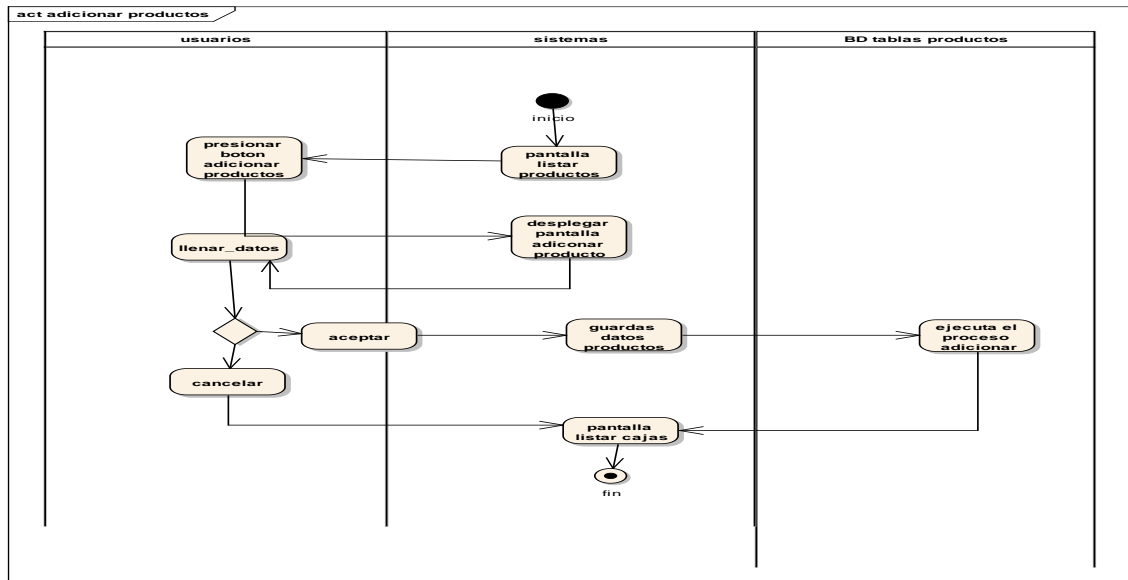 act adicionar productos
usuarios
sistemas
BD tablas productos
inicio
presionar
boton
adicionar
productos
pantalla
listar
productos
desplegar
pantalla
adiconar
producto
llenar_datos
aceptar
guardas
datos
productos
ejecuta el
proceso
adicionar
cancelar
pantalla
listar cajas
fin